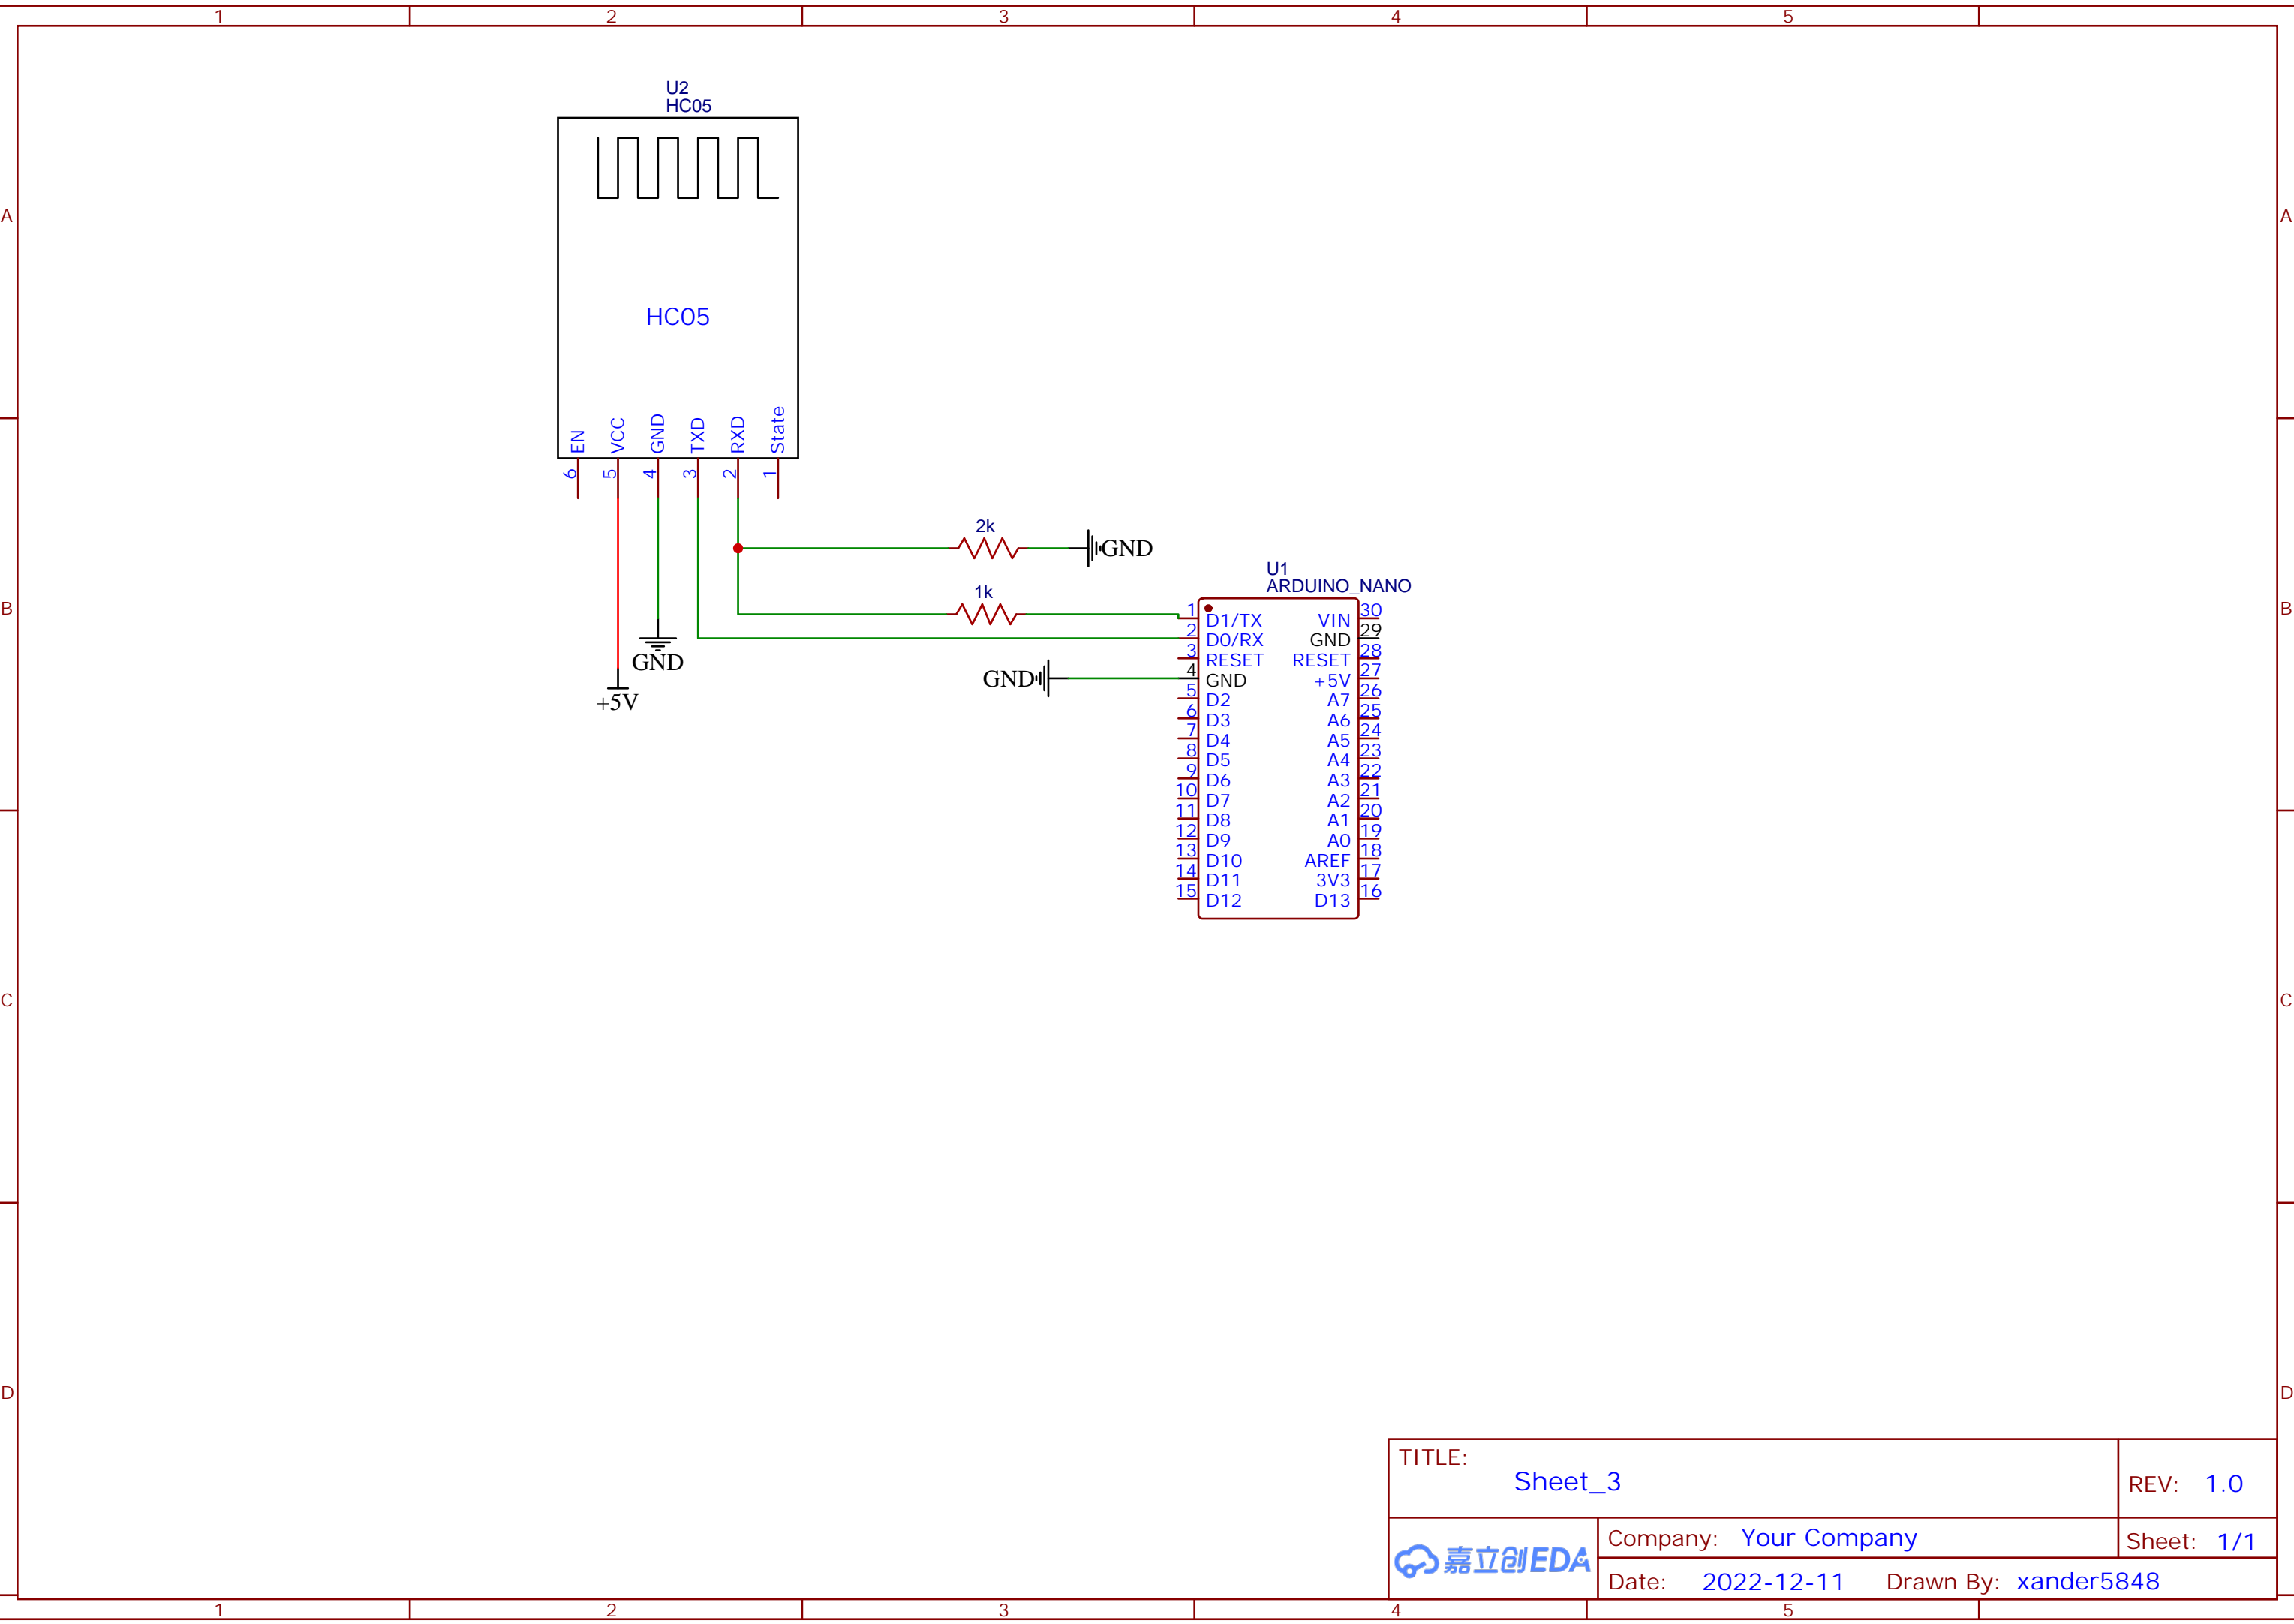 1 2 3 4 5
U2
HC05
A A
HC05
EN VCC GND TXD RXD State
6 5 4 3 2 1
2k
GND
U1
ARDUINO_NANO
1k
B B
GND
+5V
GND
1 D1/TX VIN 30
2 D0/RX GND 29
3 RESET RESET 28
4 GND +5V 27
5 D2 A7 26
6 D3 A6 25
7 D4 A5 24
8 D5 A4 23
9 D6 A3 22
10 D7 A2 21
11 D8 A1 20
12 D9 A0 19
13 D10 AREF 18
14 D11 3V3 17
15 D12 D13 16
C C
D D
TITLE:
Sheet_3
REV: 1.0
嘉立创EDA
Company: Your Company
Sheet: 1/1
Date: 2022-12-11 Drawn By: xander5848
1 2 3 4 5